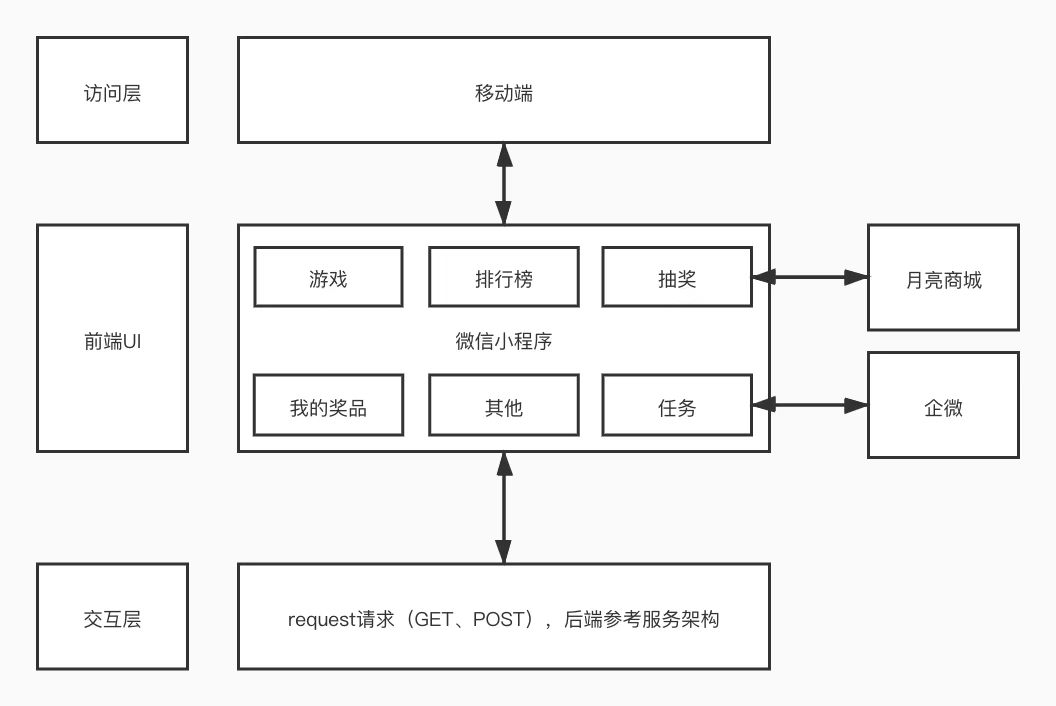 访问层
移动端
前端UI
游戏
排行榜
抽奖
微信小程序
我的奖品
其他
任务
月亮商城
企微
交互层
request请求（GET、POST），后端参考服务架构